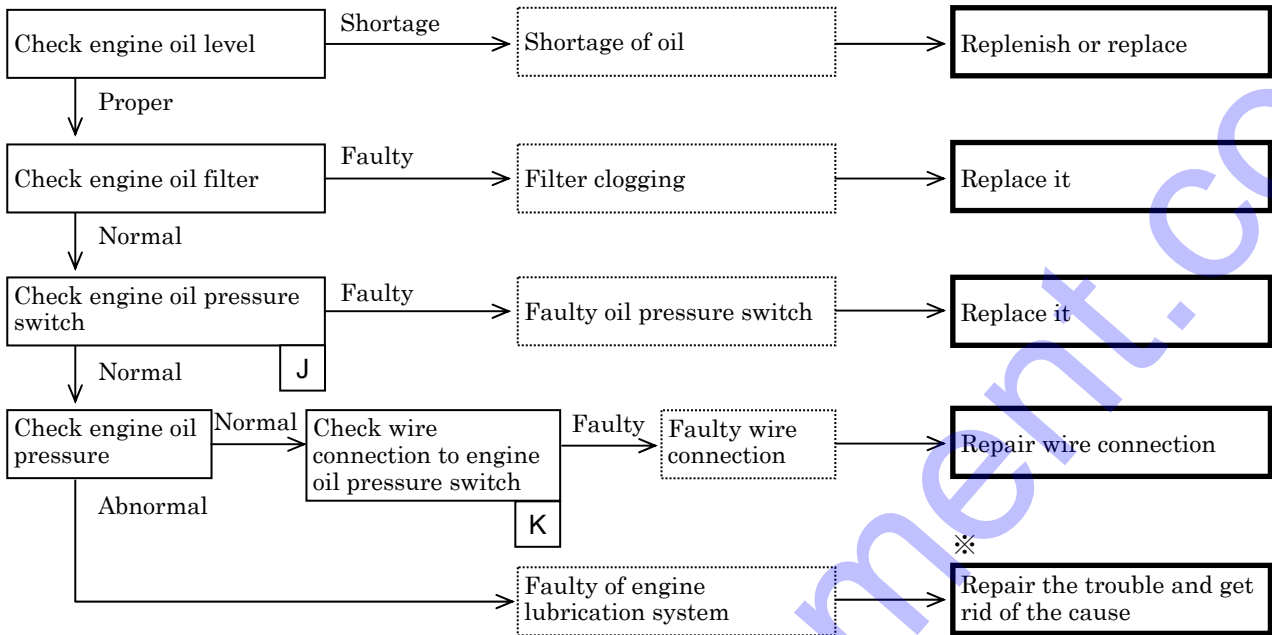 Check engine oil level
Shortage
Shortage of oil
Replenish or replace
Proper
Check engine oil filter
Faulty
Filter clogging
Replace it
Normal
Check engine oil pressure
switch
J
Faulty
Faulty oil pressure switch
Replace it
Normal
Check engine oil
pressure
Normal
Check wire
connection to engine
oil pressure switch
K
Faulty
Faulty wire
connection
Repair wire connection
Abnormal
Faulty of engine
lubrication system
※
Repair the trouble and get
rid of the cause
ment.co